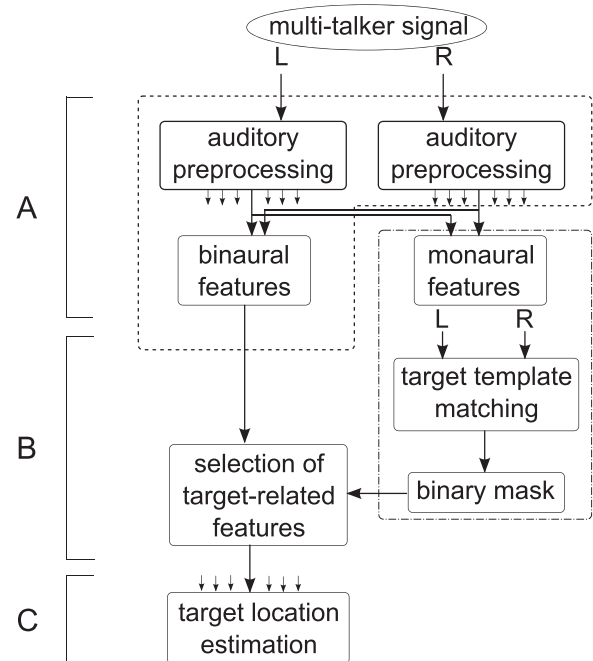 multi-talker signal
L
R
auditory
preprocessing
auditory
preprocessing
A
binaural
features
monaural
features
L
R
target template
matching
B
selection of
target-related
features
binary mask
C
target location
estimation